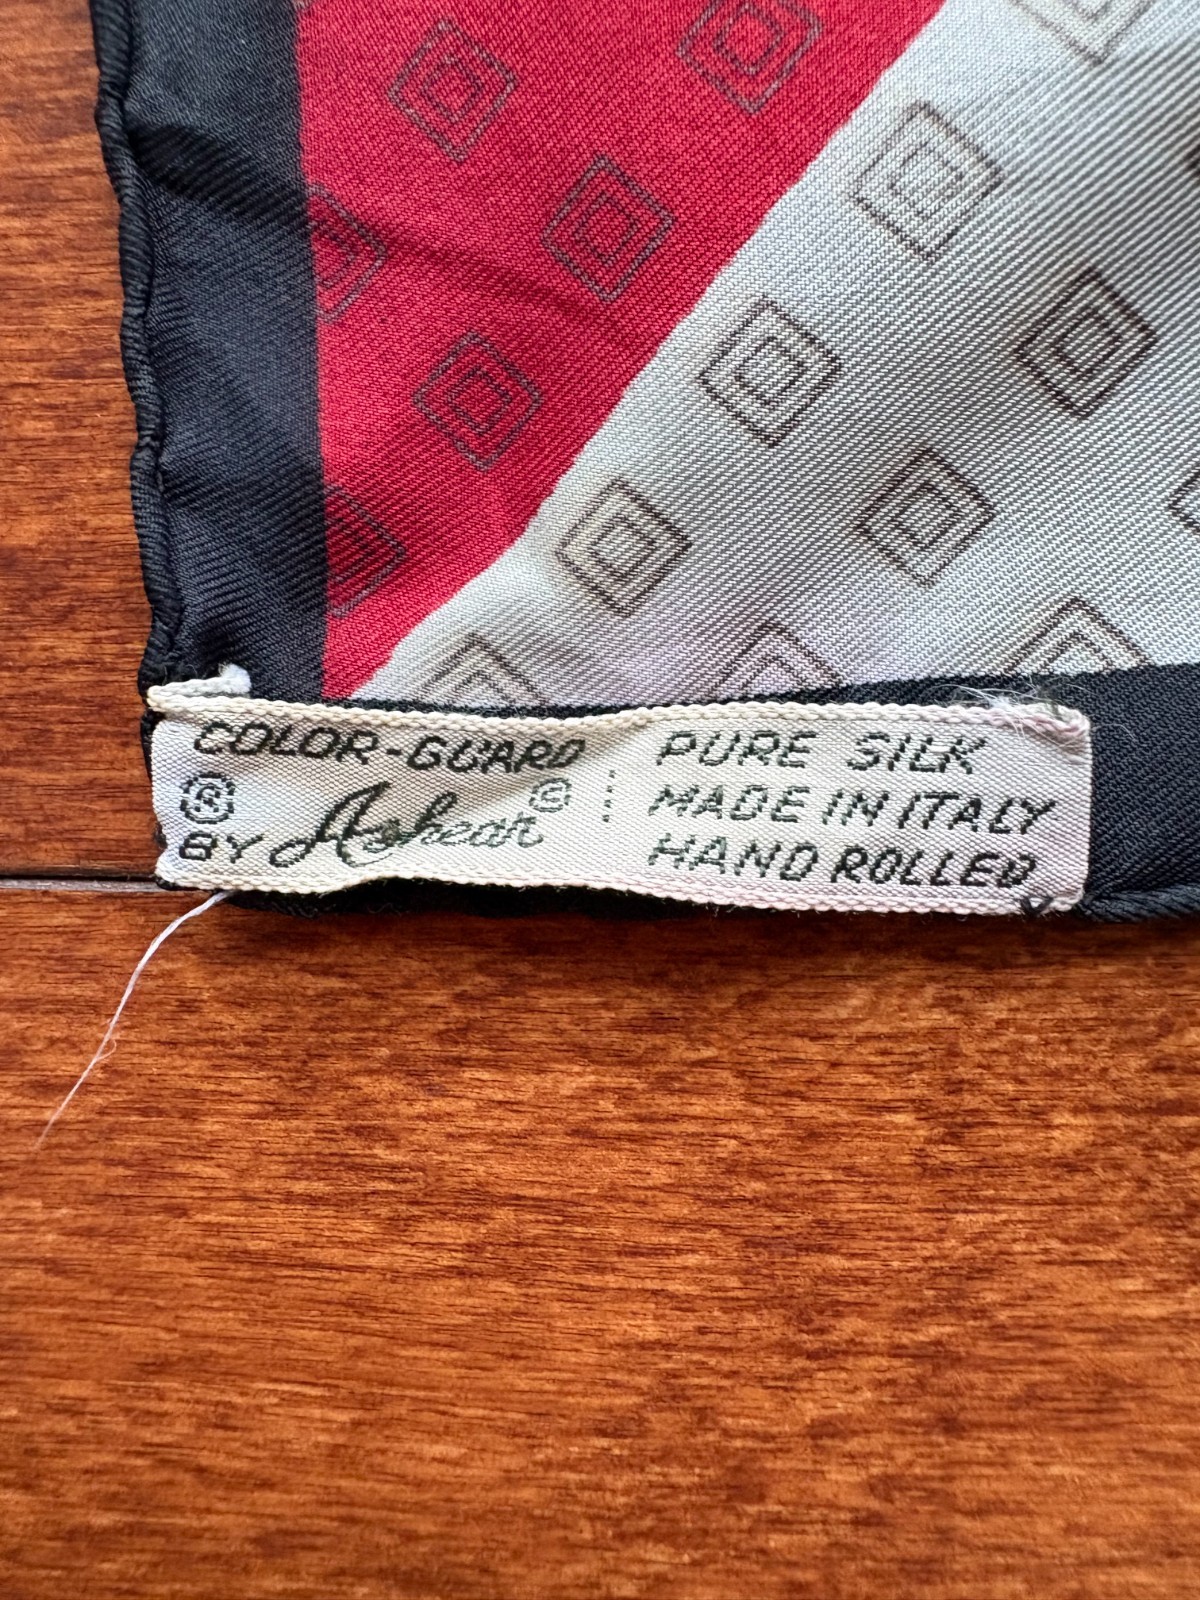 COLOR-GUARD
®
BY Ashear ©
PURE SILK
MADE IN ITALY
HAND ROLLED